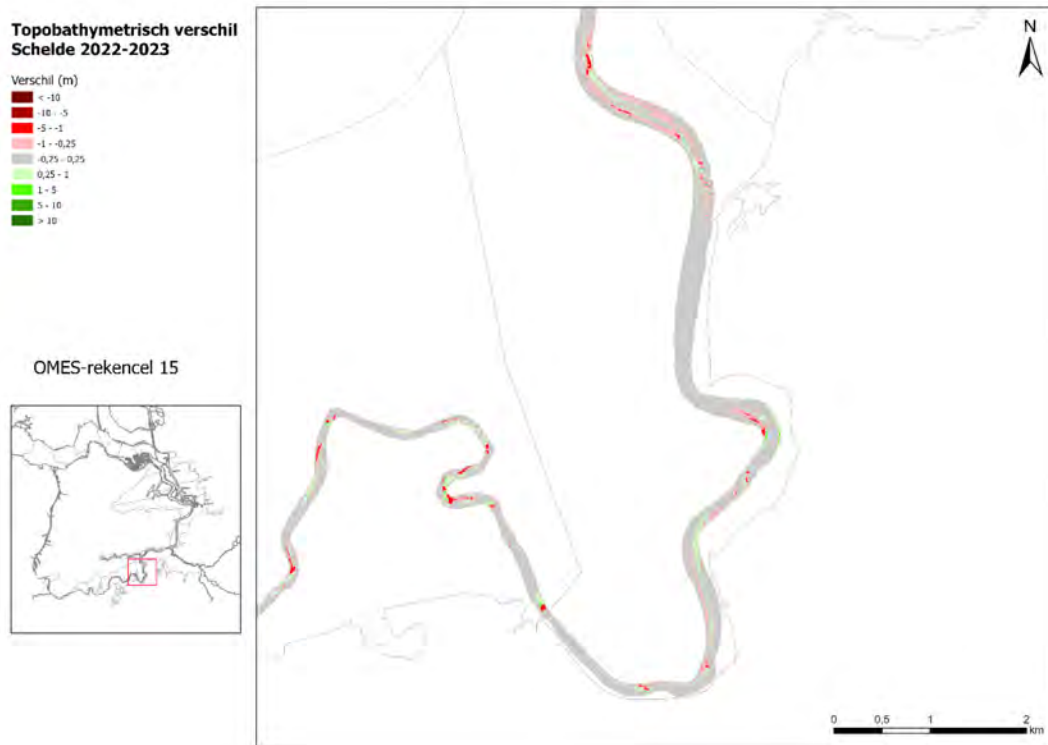 Topobathymetrisch verschil
Schelde 2022-2023
Verschil (m)
< -10
-10 - -5
-5 - -1
-1 - -0,25
-0,25 - 0,25
0,25 - 1
1 - 5
5 - 10
> 10
OMES-rekencel 15
N
0 0,5 1 2
km